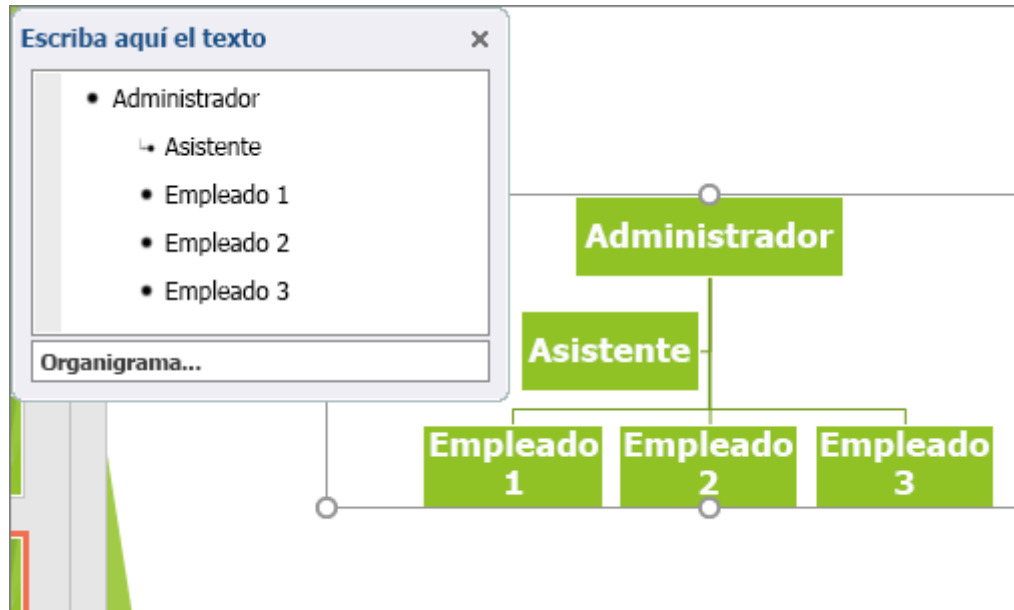 Escriba aquí el texto
Administrador
Asistente
Empleado 1
Empleado 2
Empleado 3
Organigrama...
Administrador
Asistente
Empleado
1
Empleado
2
Empleado
3